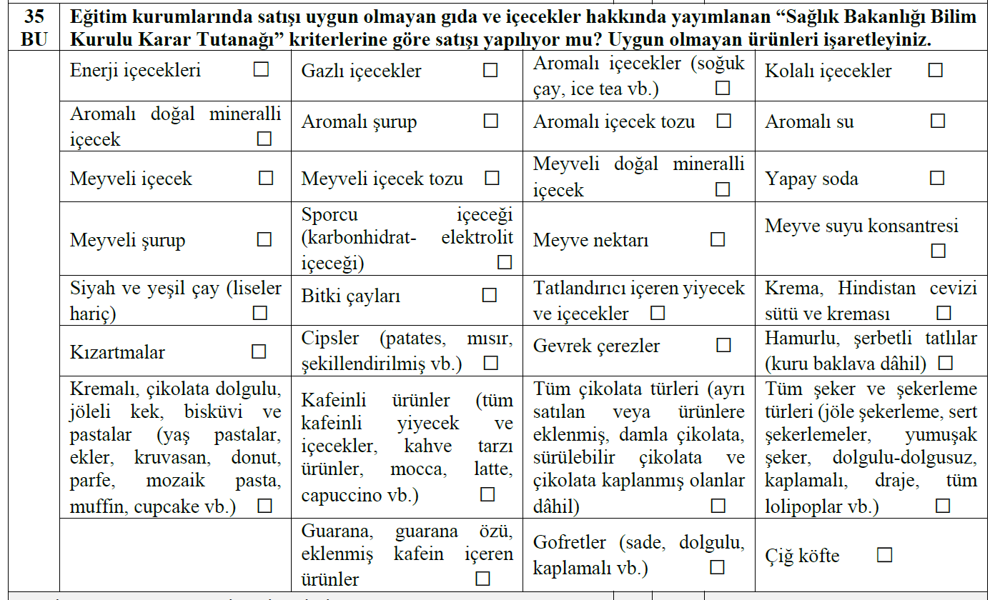 35 BU
Eğitim kurumlarında satışı uygun olmayan gıda ve içecekler hakkında yayımlanan “Sağlık Bakanlığı Bilim
Kurulu Karar Tutanağı” kriterlerine göre satışı yapılıyor mu? Uygun olmayan ürünleri işaretleyiniz.
Enerji içecekleri ☐
Gazlı içecekler ☐
Aromalı içecekler (soğuk
çay, ice tea vb.) ☐
Kolalı içecekler ☐
Aromalı doğal mineralli
içecek ☐
Aromalı şurup ☐
Aromalı içecek tozu ☐
Aromalı su ☐
Meyveli içecek ☐
Meyveli içecek tozu ☐
Meyveli doğal mineralli
içecek ☐
Yapay soda ☐
Meyveli şurup ☐
Sporcu içeceği
(karbonhidrat- elektrolit
içeceği) ☐
Meyve nektarı ☐
Meyve suyu konsantresi
☐
Siyah ve yeşil çay (liseler
hariç) ☐
Bitki çayları ☐
Tatlandırıcı içeren yiyecek
ve içecekler ☐
Krema, Hindistan cevizi
sütü ve kreması ☐
Kızartmalar ☐
Cipsler (patates, mısır,
şekillendirilmiş vb.) ☐
Gevrek çerezler ☐
Hamurlu, şerbetli tatlılar
(kuru baklava dâhil) ☐
Kremalı, çikolata dolgulu,
jöleli kek, bisküvi ve
pastalar (yaş pastalar,
ekler, kruvasan, donut,
parfe, mozaik pasta,
muffin, cupcake vb.) ☐
Kafeinli ürünler (tüm
kafeinli yiyecek ve
içecekler, kahve tarzı
ürünler, mocca, latte,
capuccino vb.) ☐
Tüm çikolata türleri (ayrı
satılan veya ürünlere
eklenmiş, damla çikolata,
sürülebilir çikolata ve
çikolata kaplanmış olanlar
dâhil) ☐
Tüm şeker ve şekerleme
türleri (jöle şekerleme, sert
şekerlemeler, yumuşak
şeker, dolgulu-dolgusuz,
kaplamalı, draje, tüm
lolipoplar vb.) ☐
Guarana, guarana özü,
eklenmiş kafein içeren
ürünler ☐
Gofretler (sade, dolgulu,
kaplamalı vb.) ☐
Çiğ köfte ☐